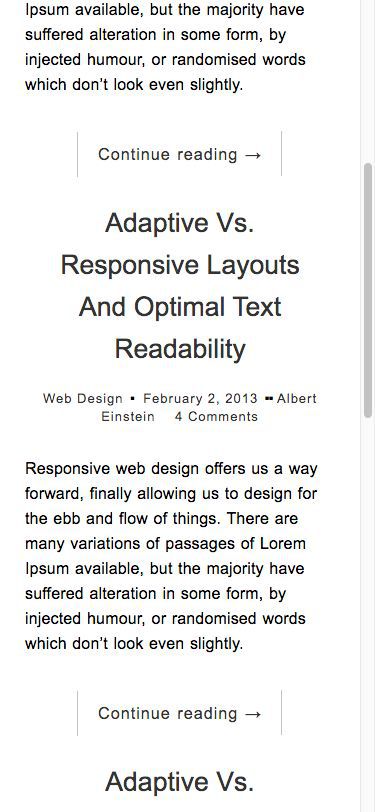 Ipsum available, but the majority have
suffered alteration in some form, by
injected humour, or randomised words
which don’t look even slightly.
Continue reading →
Adaptive Vs.
Responsive Layouts
And Optimal Text
Readability
Web Design ▪ February 2, 2013 ▪▪ Albert
Einstein 4 Comments
Responsive web design offers us a way
forward, finally allowing us to design for
the ebb and flow of things. There are
many variations of passages of Lorem
Ipsum available, but the majority have
suffered alteration in some form, by
injected humour, or randomised words
which don’t look even slightly.
Continue reading →
Adaptive Vs.